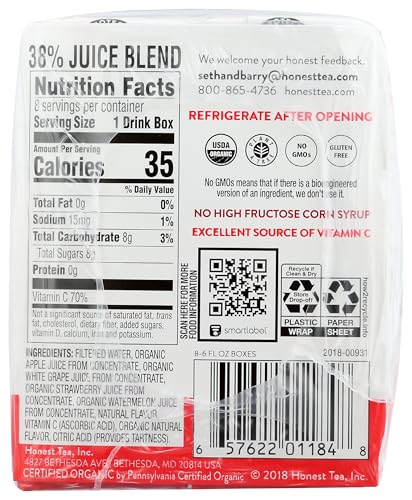 38% JUICE BLEND
Nutrition Facts
8 servings per container
Serving Size 1 Drink Box
Amount Per Serving
Calories 35
% Daily Value
Total Fat 0g 0%
Sodium 15mg 1%
Total Carbohydrate 8g 3%
Total Sugars 8g
Protein 0g
Vitamin C 70%
Not a significant source of saturated fat, trans
fat, cholesterol, dietary fiber, added sugars,
vitamin D, calcium, iron and potassium.
INGREDIENTS: FILTERED WATER, ORGANIC
APPLE JUICE FROM CONCENTRATE, ORGANIC
WHITE GRAPE JUICE FROM CONCENTRATE,
ORGANIC STRAWBERRY JUICE FROM
CONCENTRATE, ORGANIC WATERMELON JUICE
FROM CONCENTRATE, NATURAL FLAVOR,
VITAMIN C (ASCORBIC ACID), ORGANIC NATURAL
FLAVOR, CITRIC ACID (PROVIDES TARTNESS).
Honest Tea, Inc.
4827 BETHESDA AVE, BETHESDA, MD 20814 USA
CERTIFIED ORGANIC by Pennsylvania Certified Organic
We welcome your honest feedback.
sethandbarry@honesttea.com
800-865-4736 honesttea.com
REFRIGERATE AFTER OPENING
USDA
ORGANIC
NO
GMOs
GLUTEN
FREE
No GMOs means that if there is a bioengineered
version of an ingredient, we don't use it.
NO HIGH FRUCTOSE CORN SYRUP
EXCELLENT SOURCE OF VITAMIN C
SCAN HERE FOR MORE
FOOD INFORMATION
smartlabel
Recycle if
Clean & Dry
Store
Drop-off
PLASTIC
WRAP
PAPER
SHEET
how2recycle.info
8-6 FL OZ BOXES 2018-00931
6 57622 01184 8
© 2018 Honest Tea, Inc.